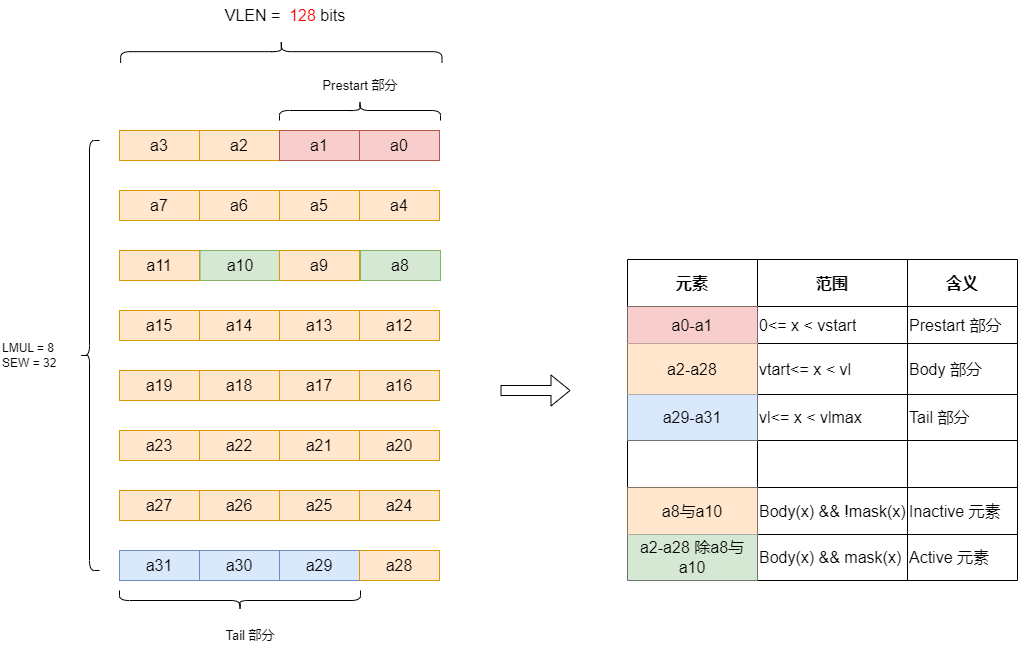 VLEN = 128 bits
Prestart 部分
a3 a2 a1 a0
a7 a6 a5 a4
a11 a10 a9 a8
a15 a14 a13 a12
LMUL = 8
SEW = 32
a19 a18 a17 a16
a23 a22 a21 a20
a27 a26 a25 a24
a31 a30 a29 a28
Tail 部分
元素 范围 含义
a0-a1 0<= x < vstart Prestart 部分
a2-a28 vtart<= x < vl Body 部分
a29-a31 vl<= x < vlmax Tail 部分
a8与a10 Body(x) && !mask(x) Inactive 元素
a2-a28 除a8与
a10 Body(x) && mask(x) Active 元素